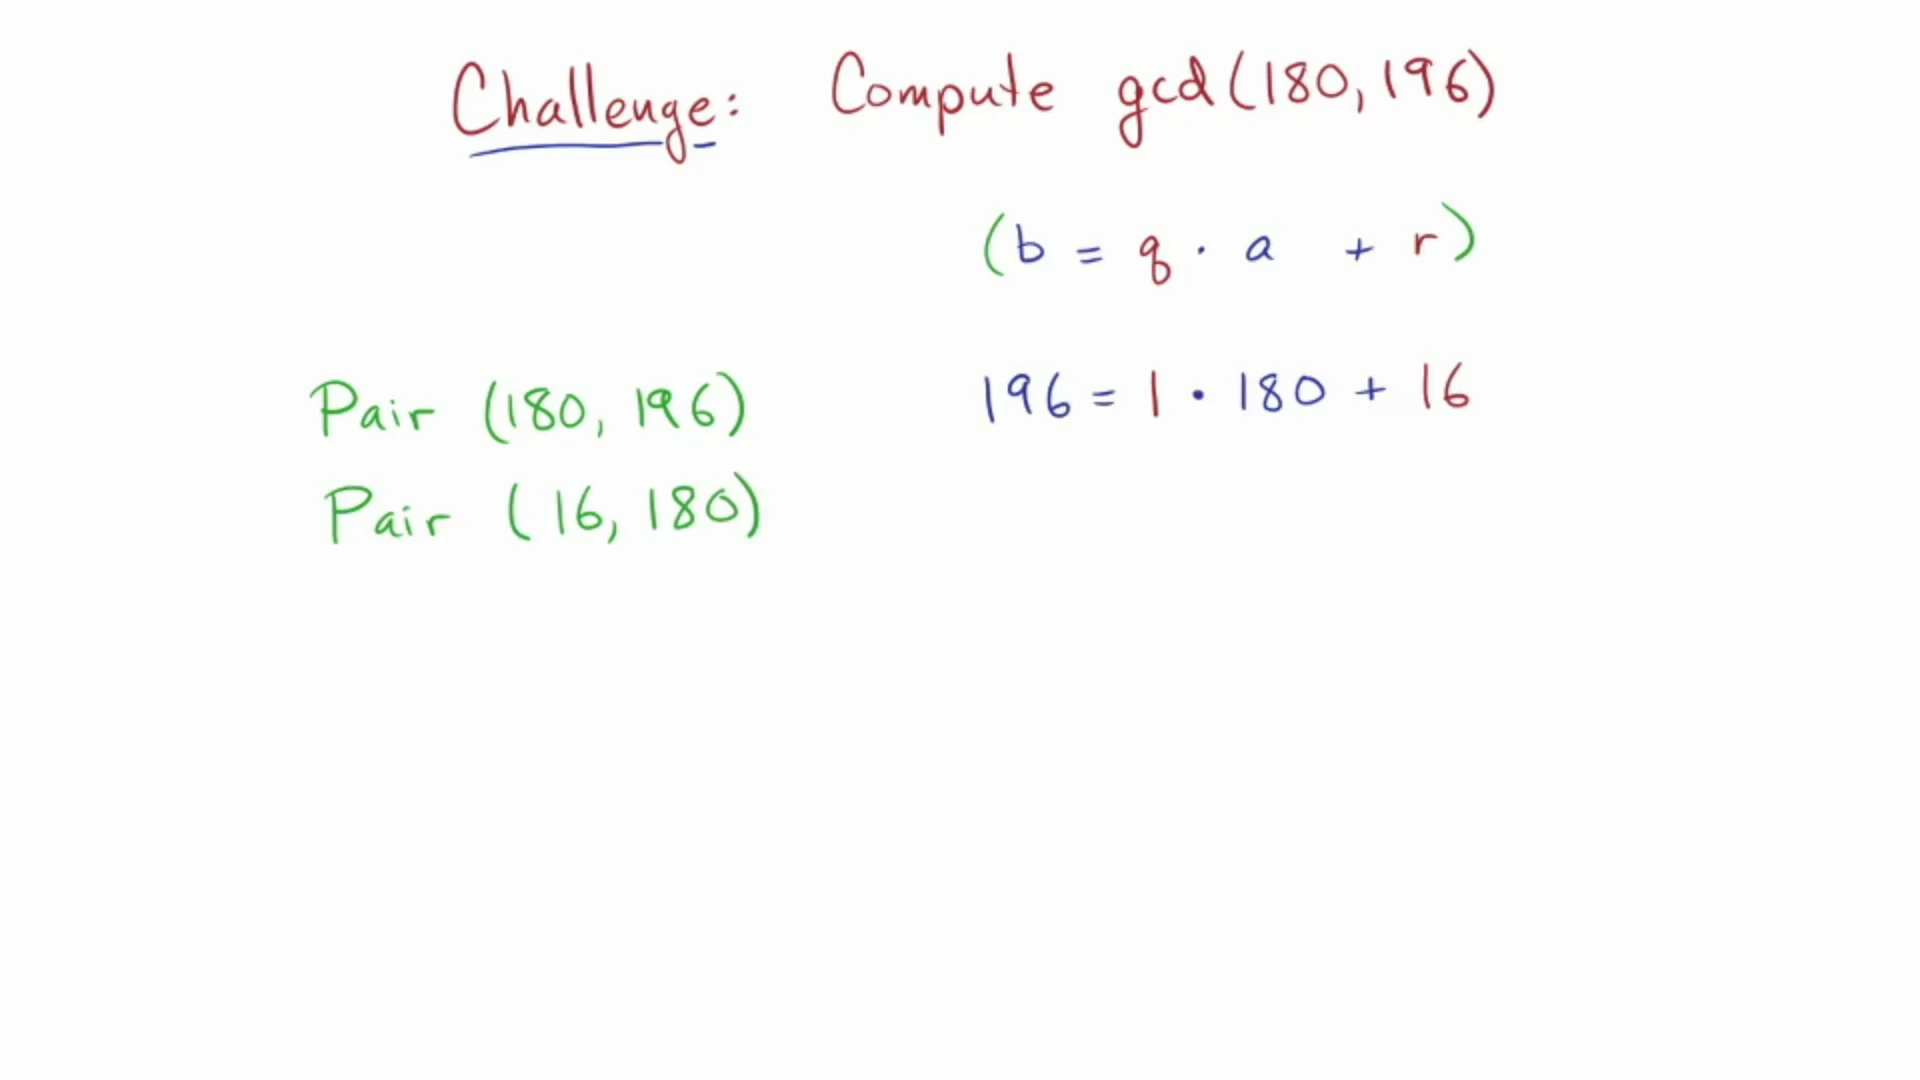 Challenge: Compute gcd(180, 196)
(b = q · a + r)
Pair (180, 196) 196 = 1 · 180 + 16
Pair (16, 180)